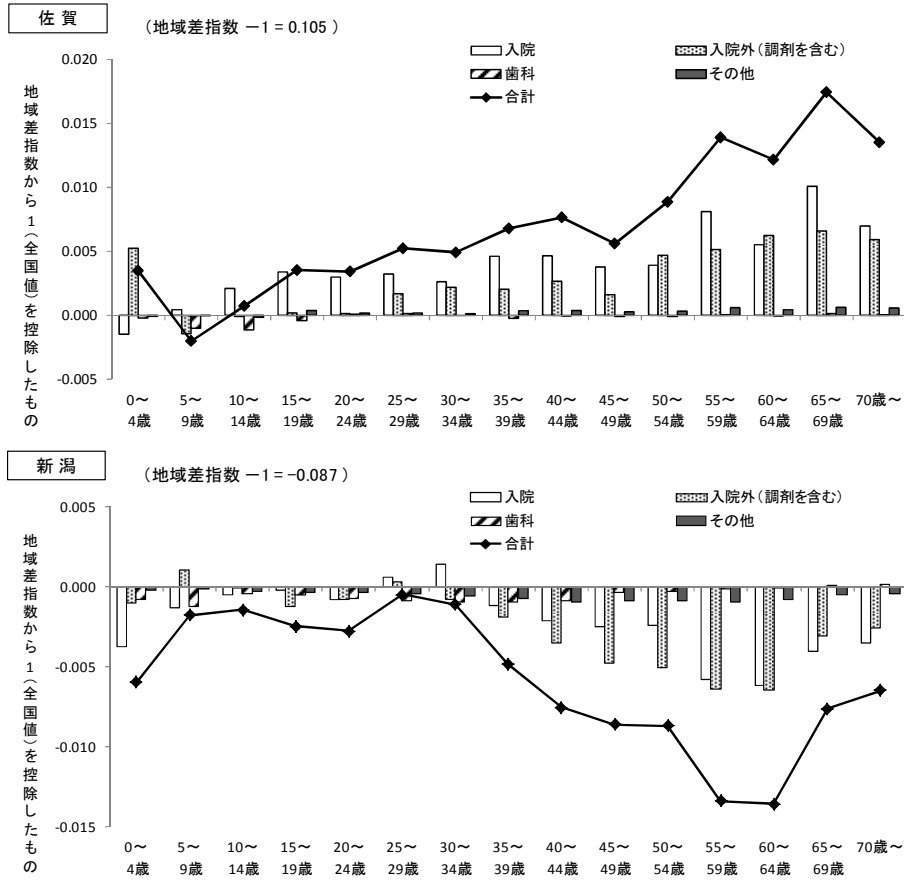 佐 賀
（地域差指数 －1 = 0.105 ）
入院
入院外（調剤を含む）
歯科
その他
合計
地域差指数から1（全国値）を控除したもの
0.020
0.015
0.010
0.005
0.000
-0.005
0～ 5～ 10～ 15～ 20～ 25～ 30～ 35～ 40～ 45～ 50～ 55～ 60～ 65～ 70歳～
4歳 9歳 14歳 19歳 24歳 29歳 34歳 39歳 44歳 49歳 54歳 59歳 64歳 69歳
新 潟
（地域差指数 －1 = -0.087 ）
入院
入院外（調剤を含む）
歯科
その他
合計
地域差指数から1（全国値）を控除したもの
0.005
0.000
-0.005
-0.010
-0.015
0～ 5～ 10～ 15～ 20～ 25～ 30～ 35～ 40～ 45～ 50～ 55～ 60～ 65～ 70歳～
4歳 9歳 14歳 19歳 24歳 29歳 34歳 39歳 44歳 49歳 54歳 59歳 64歳 69歳